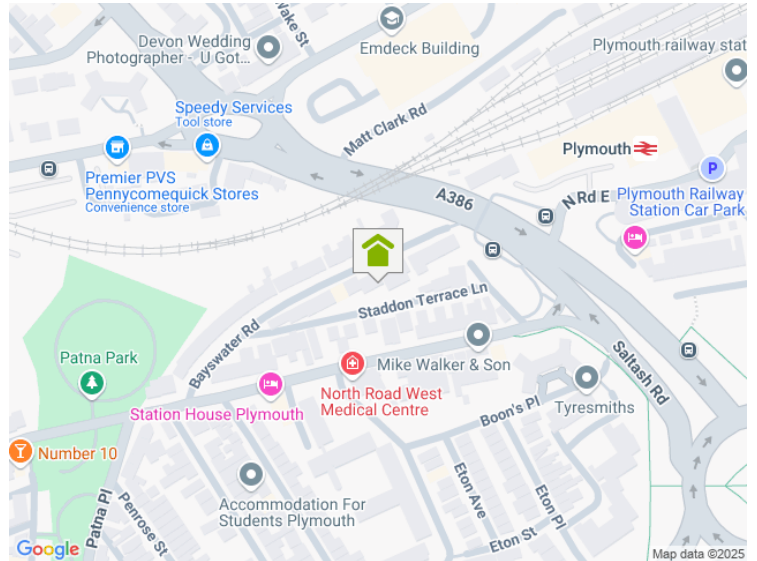 Wake St
Devon Wedding
Photographer - U Got...
Emdeck Building
Plymouth railway stat
Speedy Services
Tool store
Matt Clark Rd
Plymouth
P
Premier PVS
Pennycomequick Stores
Convenience store
A386
N Rd E
Plymouth Railway
Station Car Park
Staddon Terrace Ln
Bayswater Rd
Patna Park
Mike Walker & Son
Saltash Rd
North Road West
Medical Centre
Station House Plymouth
Tyresmiths
Boon's Pl
Number 10
Eton Ave
Eton Pl
Patna Pl
Penrose St
Accommodation For
Students Plymouth
Eton St
Google
Map data ©2025